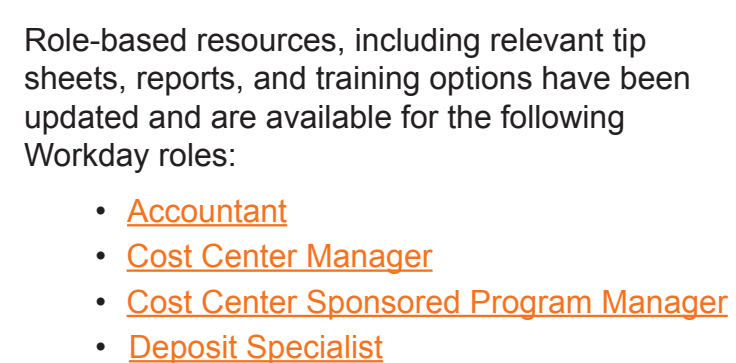 Role-based resources, including relevant tip
sheets, reports, and training options have been
updated and are available for the following
Workday roles:
• Accountant
• Cost Center Manager
• Cost Center Sponsored Program Manager
• Deposit Specialist